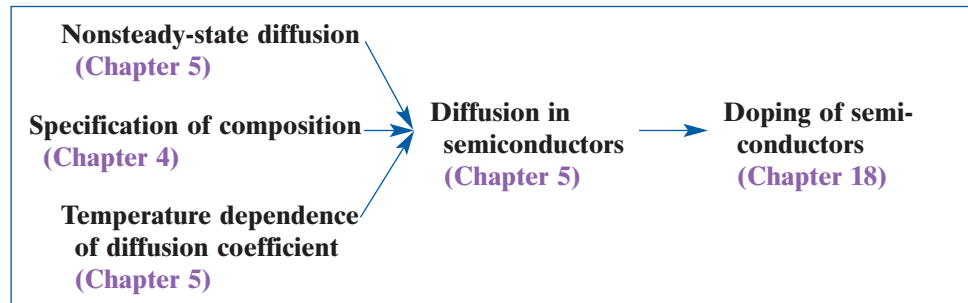 Nonsteady-state diffusion
(Chapter 5)
Specification of composition
(Chapter 4)
Temperature dependence
of diffusion coefficient
(Chapter 5)
Diffusion in
semiconductors
(Chapter 5)
Doping of semi-
conductors
(Chapter 18)